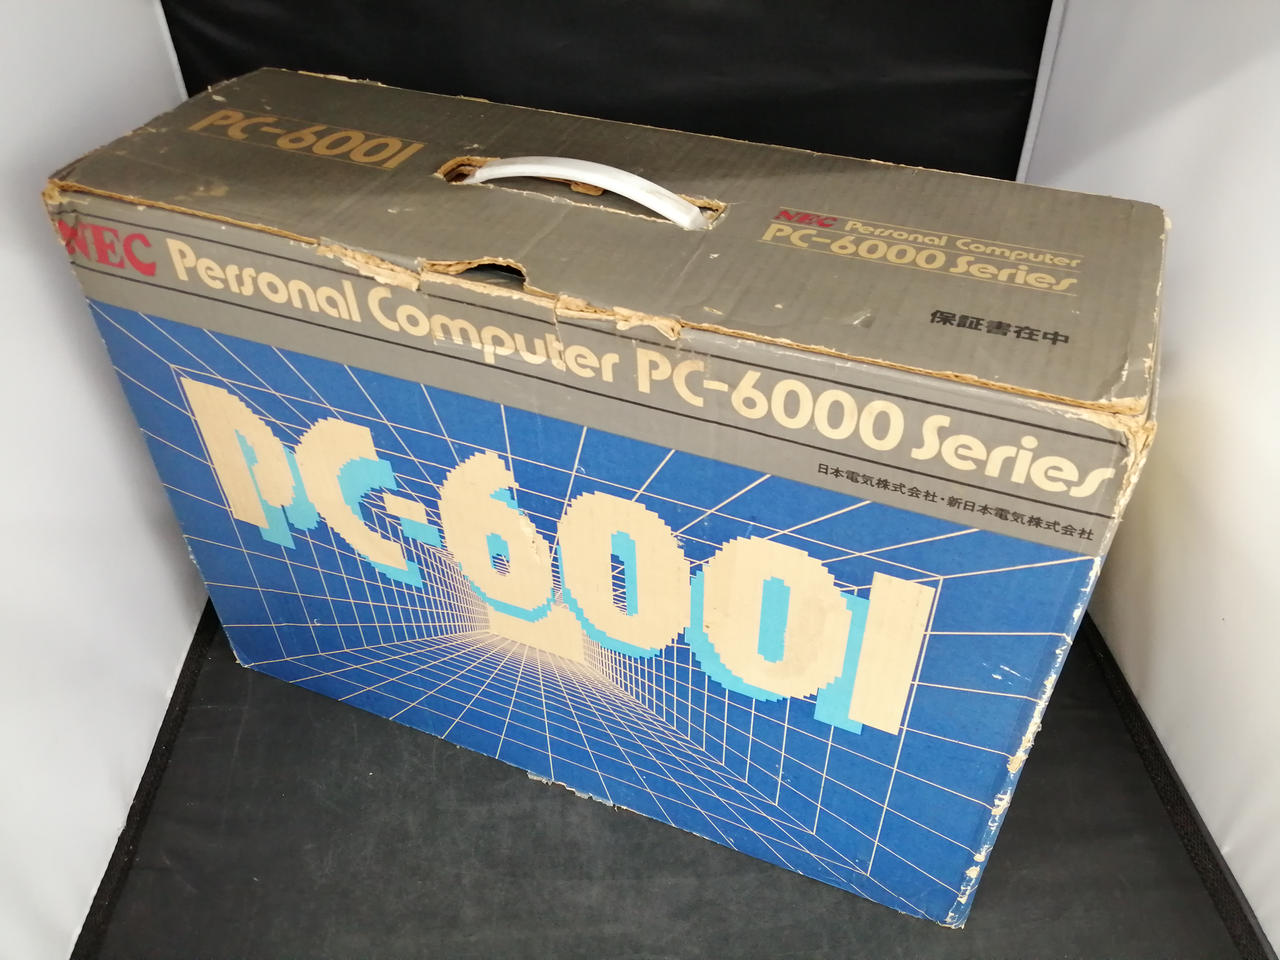 PC-6001
NEC Personal Computer
PC-6000 Series
保証書在中
NEC Personal Computer PC-6000 Series
日本電気株式会社・新日本電気株式会社
PC-6001